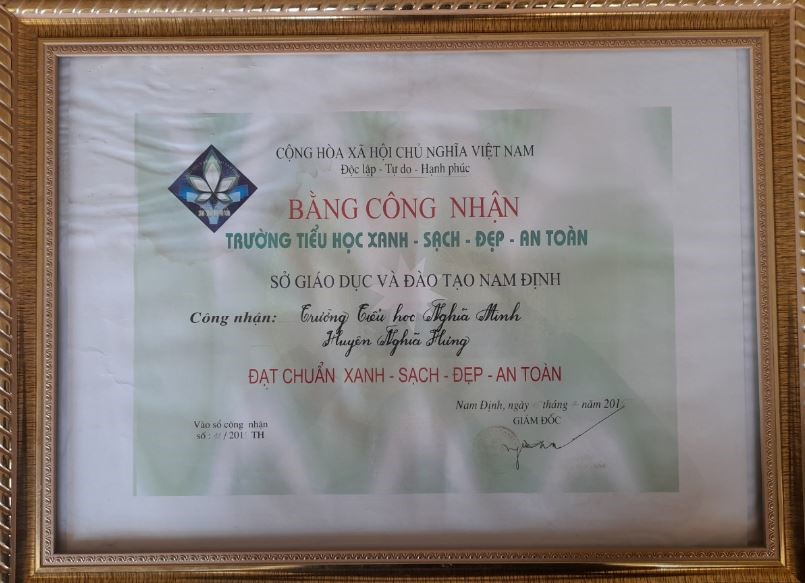 CỘNG HÒA XÃ HỘI CHỦ NGHĨA VIỆT NAM
Độc lập - Tự do - Hạnh phúc
BẰNG CÔNG NHẬN
TRƯỜNG TIỂU HỌC XANH - SẠCH - ĐẸP - AN TOÀN
SỞ GIÁO DỤC VÀ ĐÀO TẠO NAM ĐỊNH
Công nhận: Trường Tiểu học Nghĩa Minh
Huyện Nghĩa Hưng
ĐẠT CHUẨN XANH - SẠCH - ĐẸP - AN TOÀN
Nam Định, ngày tháng năm
GIÁM ĐỐC
Vào sổ công nhận
số: TH